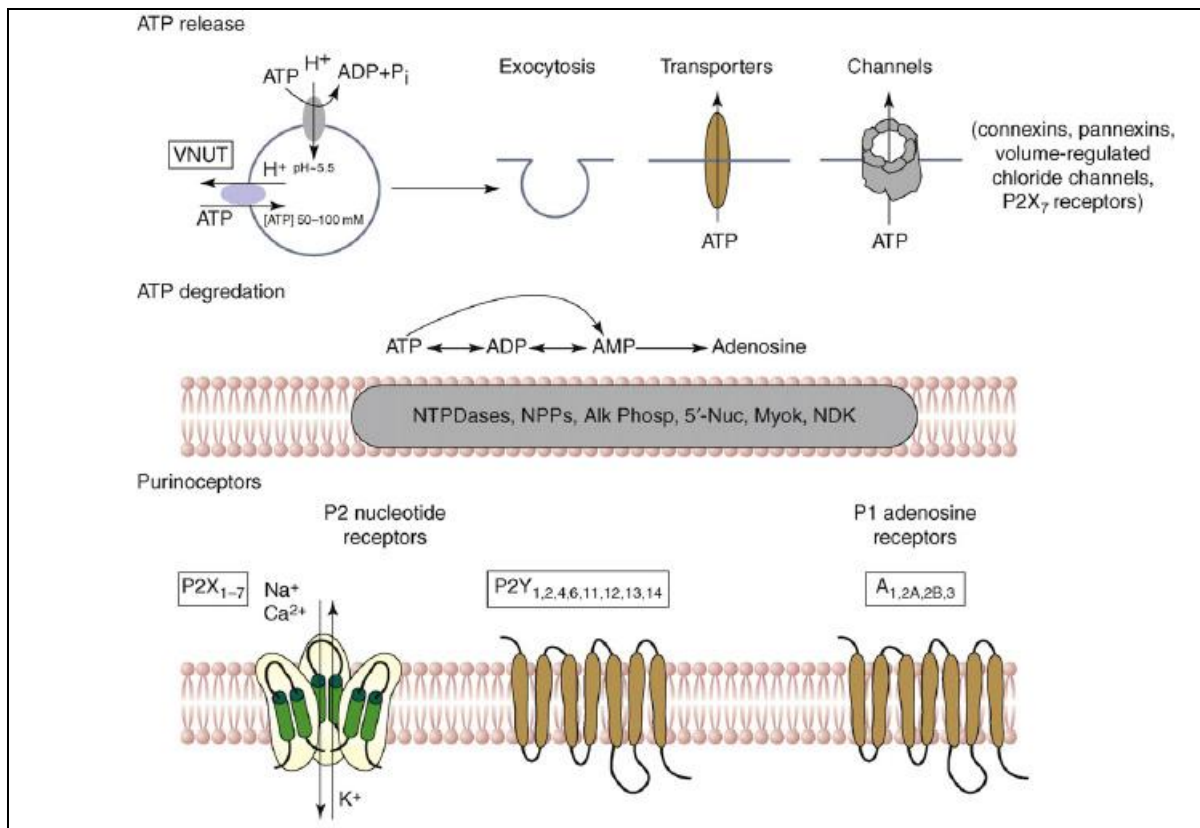 ATP release
ATP H⁺ ADP+Pᵢ
VNUT
H⁺ pH~5.5
ATP
[ATP] 50–100 mM
Exocytosis
Transporters
ATP
Channels
ATP
(connexins, pannexins,
volume-regulated
chloride channels,
P2X₇ receptors)
ATP degredation
ATP ADP AMP Adenosine
NTPDases, NPPs, Alk Phosp, 5′-Nuc, Myok, NDK
Purinoceptors
P2 nucleotide
receptors
P1 adenosine
receptors
P2X₁₋₇
Na⁺
Ca²⁺
K⁺
P2Y₁,₂,₄,₆,₁₁,₁₂,₁₃,₁₄
A₁,₂A,₂B,₃